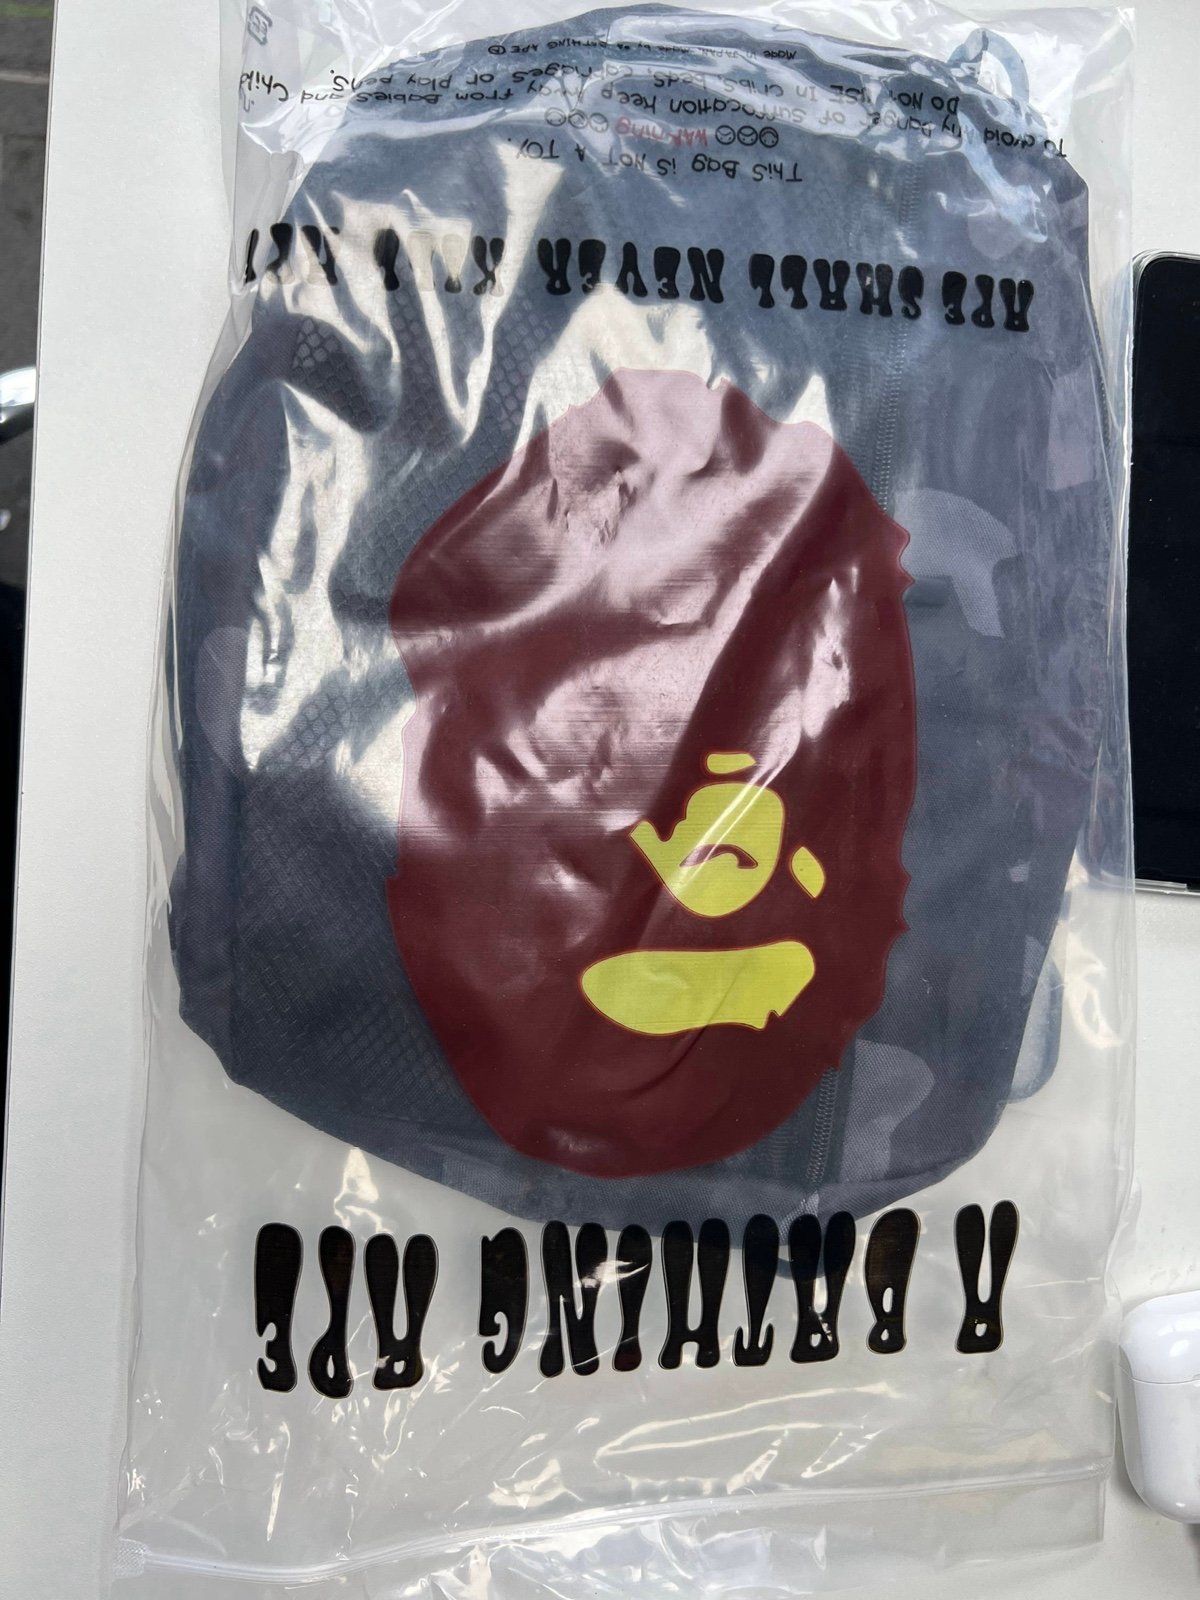 A BATHING APE
APE SHALL NEVER KILL APE
This Bag is NOT A TOY.
WARNING
To avoid any Danger of Suffocation Keep Away from Babies and Children.
Do NOT USE IN Cribs, Beds, Carriages or play pens.
Made in JAPAN, Made by "A BATHING APE®